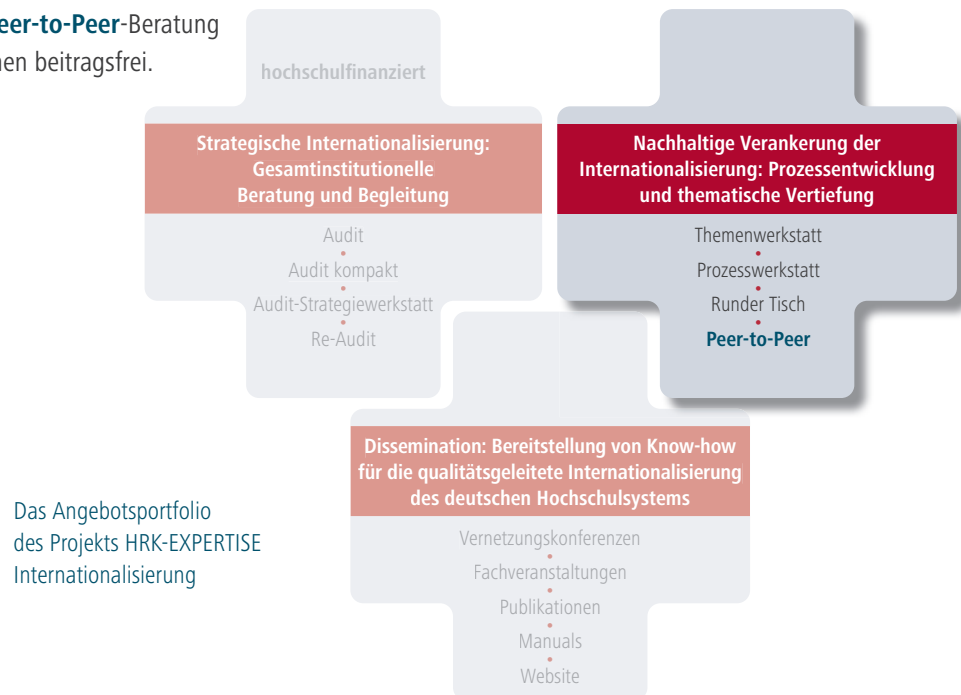 eer-to-Peer-Beratung
nen beitragsfrei.
hochschulfinanziert
Strategische Internationalisierung:
Gesamtinstitutionelle
Beratung und Begleitung
Audit
Audit kompakt
Audit-Strategiewerkstatt
Re-Audit
Nachhaltige Verankerung der
Internationalisierung: Prozessentwicklung
und thematische Vertiefung
Themenwerkstatt
Prozesswerkstatt
Runder Tisch
Peer-to-Peer
Dissemination: Bereitstellung von Know-how
für die qualitätsgeleitete Internationalisierung
des deutschen Hochschulsystems
Vernetzungskonferenzen
Fachveranstaltungen
Publikationen
Manuals
Website
Das Angebotsportfolio
des Projekts HRK-EXPERTISE
Internationalisierung